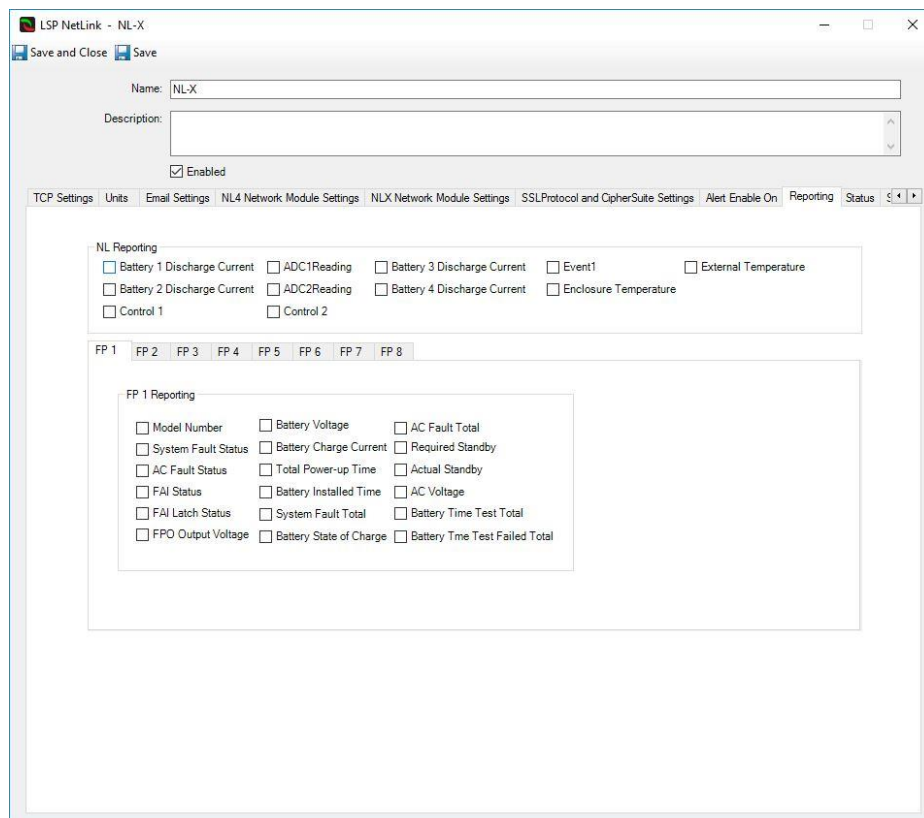 LSP NetLink - NL-X
Save and Close Save
Name: NL-X
Description:
Enabled
TCP Settings Units Email Settings NL4 Network Module Settings NLX Network Module Settings SSLProtocol and CipherSuite Settings Alert Enable On Reporting Status
NL Reporting
Battery 1 Discharge Current ADC1Reading Battery 3 Discharge Current Event1 External Temperature
Battery 2 Discharge Current ADC2Reading Battery 4 Discharge Current Enclosure Temperature
Control 1 Control 2
FP 1 FP 2 FP 3 FP 4 FP 5 FP 6 FP 7 FP 8
FP 1 Reporting
Model Number Battery Voltage AC Fault Total
System Fault Status Battery Charge Current Required Standby
AC Fault Status Total Power-up Time Actual Standby
FAI Status Battery Installed Time AC Voltage
FAI Latch Status System Fault Total Battery Time Test Total
FPO Output Voltage Battery State of Charge Battery Tme Test Failed Total